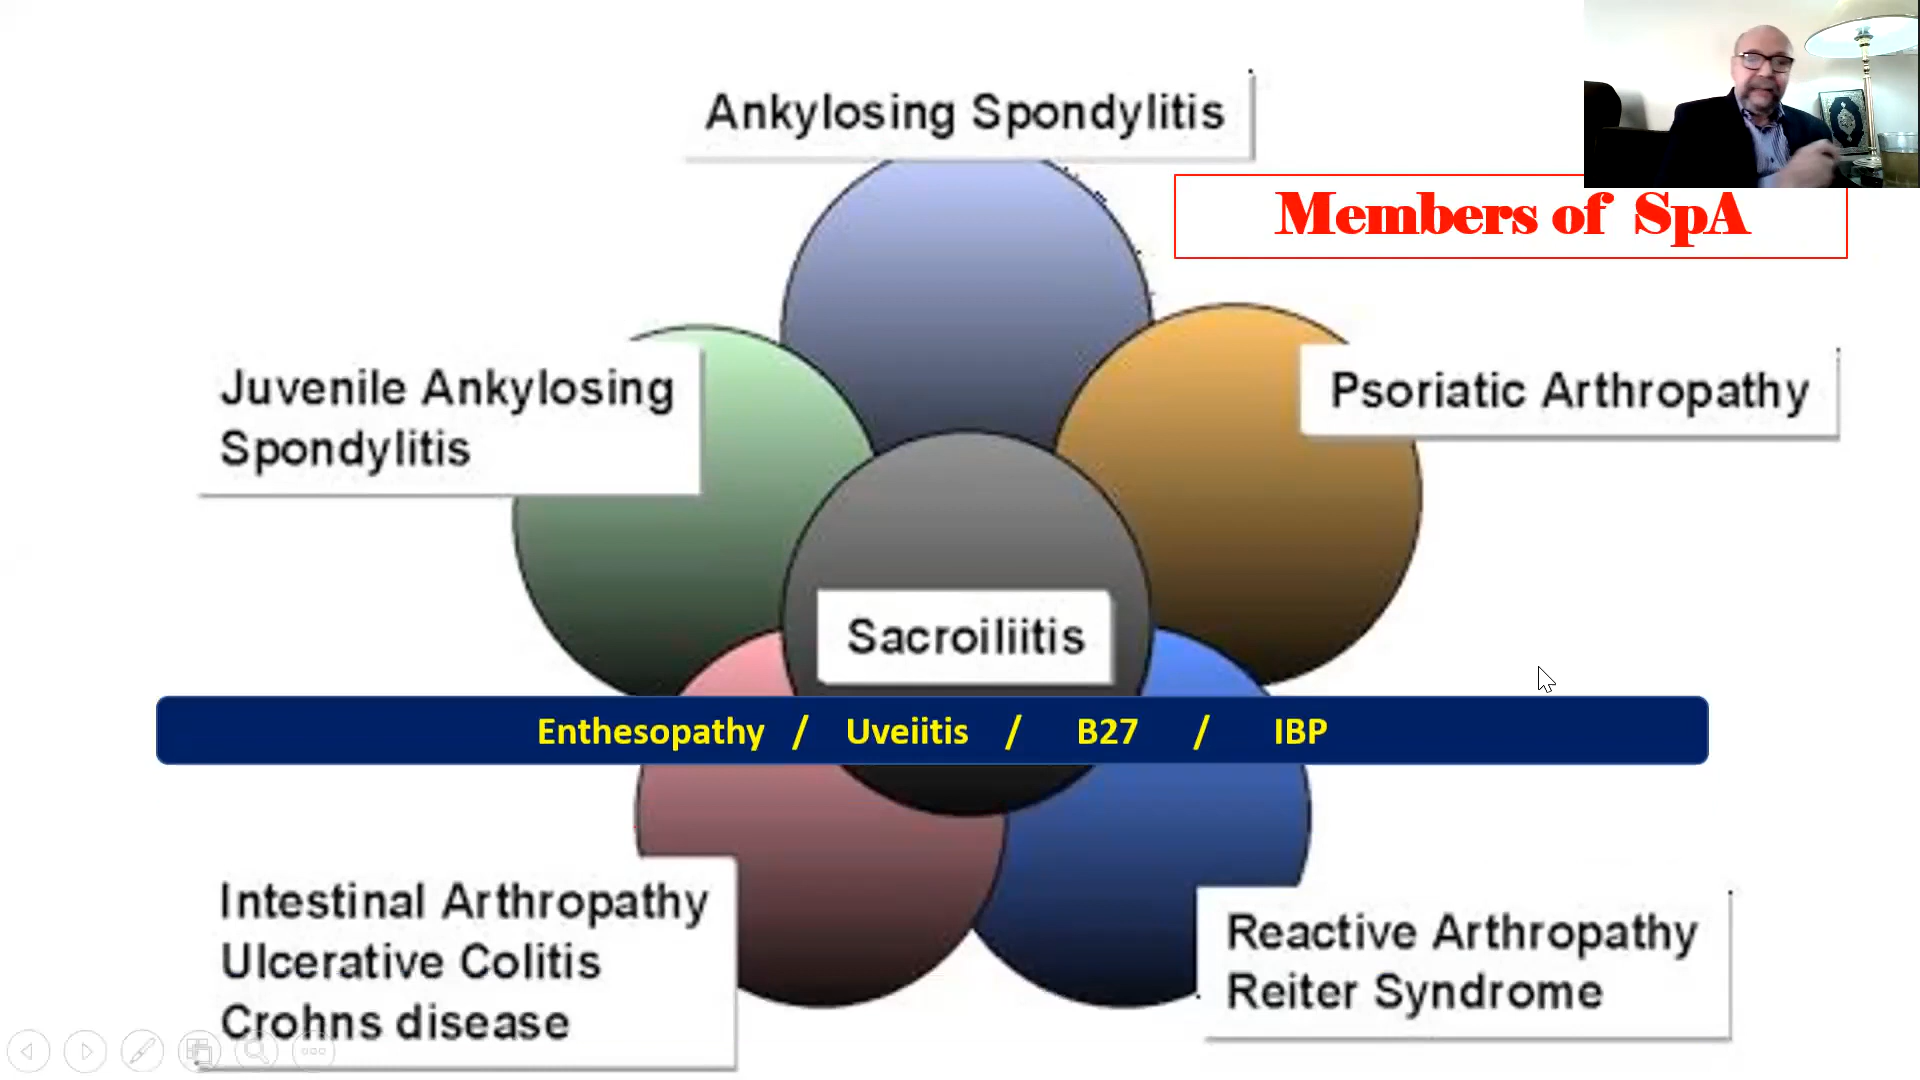 Ankylosing Spondylitis
Members of SpA
Juvenile Ankylosing
Spondylitis
Psoriatic Arthropathy
Sacroiliitis
Enthesopathy / Uveiitis / B27 / IBP
Intestinal Arthropathy
Ulcerative Colitis
Crohns disease
Reactive Arthropathy
Reiter Syndrome